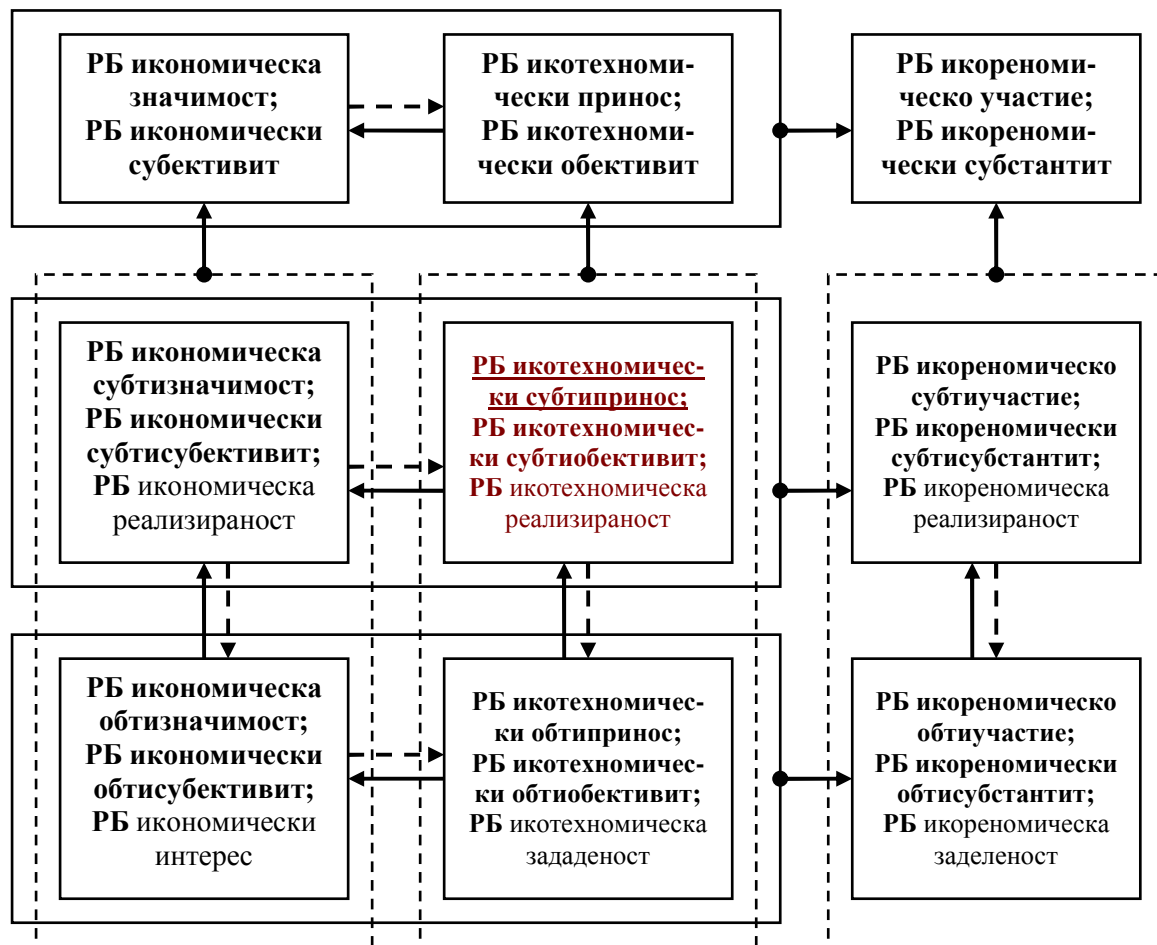 РБ икономическа
значимост;
РБ икономически
субективит
РБ икотехноми-
чески принос;
РБ икотехноми-
чески обективит
РБ икореноми-
ческо участие;
РБ икореноми-
чески субстантит
РБ икономическа
субтизначимост;
РБ икономически
субтисубективит;
РБ икономическа
реализираност
РБ икотехномичес-
ки субтипринос;
РБ икотехномичес-
ки субтиобективит;
РБ икотехномическа
реализираност
РБ икореномическо
субтиучастие;
РБ икореномически
субтисубстантит;
РБ икореномическа
реализираност
РБ икономическа
обтизначимост;
РБ икономически
обтисубективит;
РБ икономически
интерес
РБ икотехномичес-
ки обтипринос;
РБ икотехномичес-
ки обтиобективит;
РБ икотехномическа
зададеност
РБ икореномическо
обтиучастие;
РБ икореномически
обтисубстантит;
РБ икореномическа
заделеност